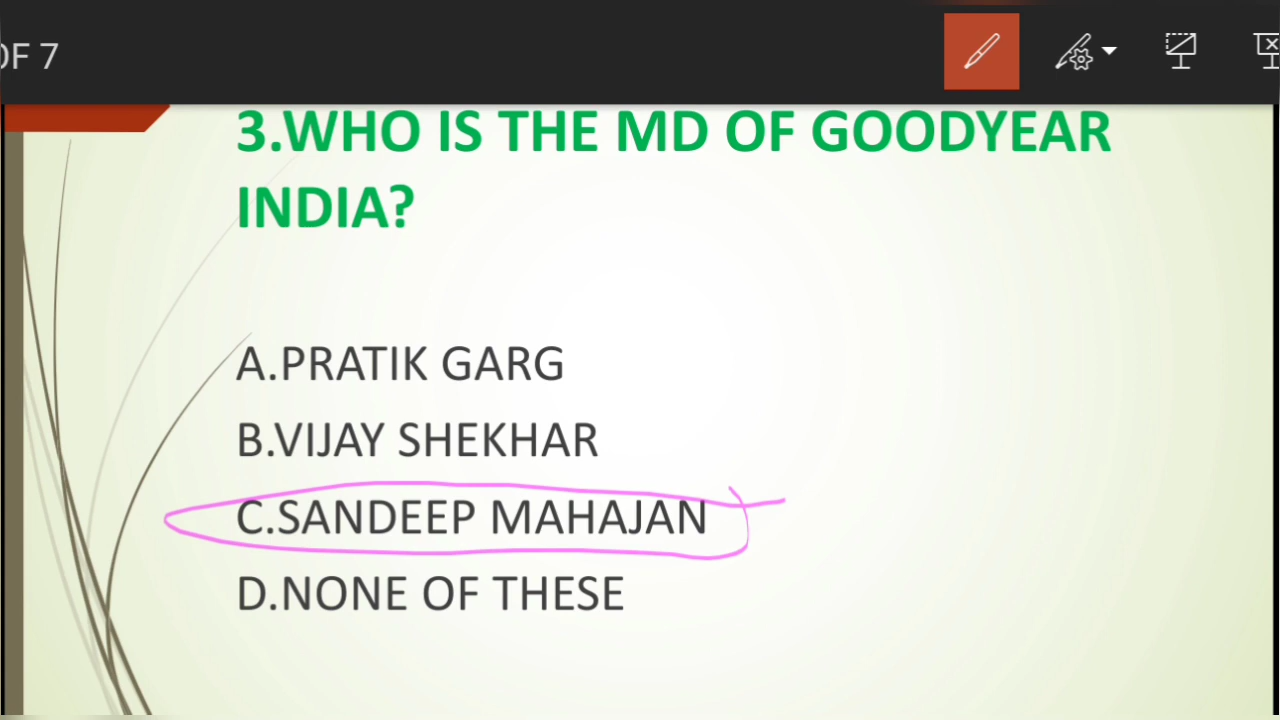 OF 7
3.WHO IS THE MD OF GOODYEAR
INDIA?
A.PRATIK GARG
B.VIJAY SHEKHAR
C.SANDEEP MAHAJAN
D.NONE OF THESE